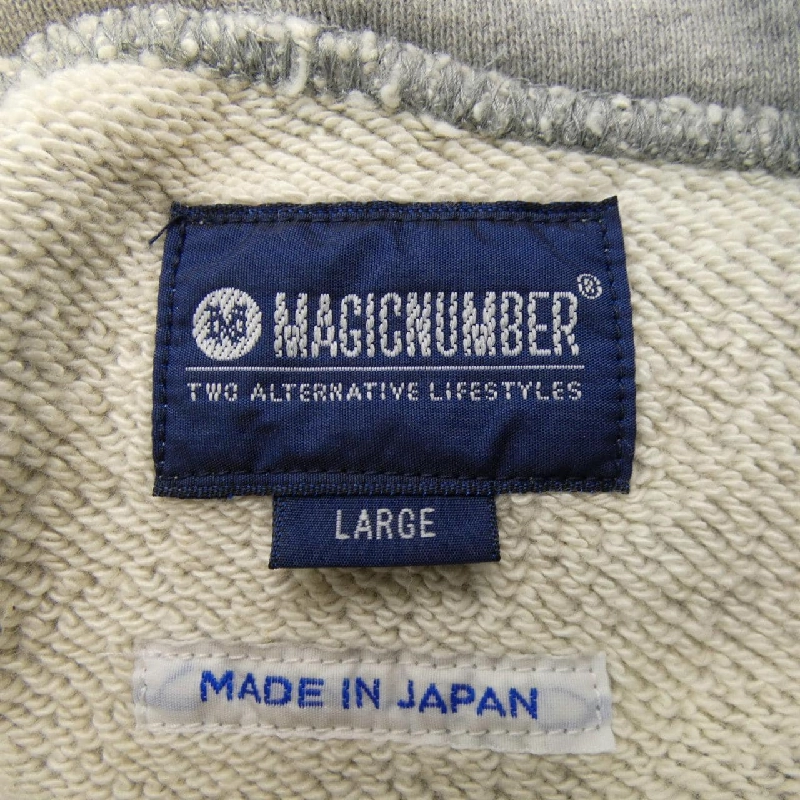 MAGICNUMBER®
TWO ALTERNATIVE LIFESTYLES
LARGE
MADE IN JAPAN